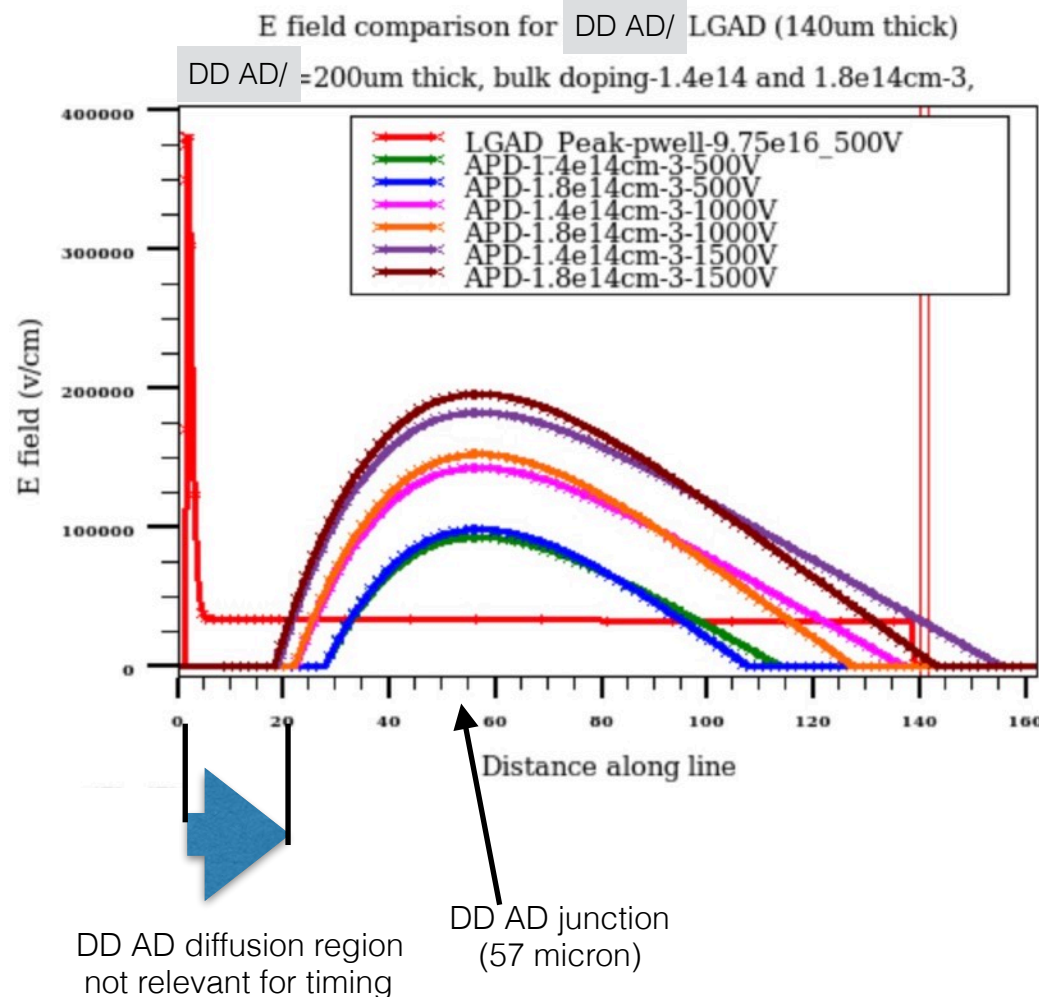 E field comparison for DD AD/ LGAD (140um thick)
DD AD/ =200um thick, bulk doping-1.4e14 and 1.8e14cm-3,
400000
300000
200000
100000
0
E field (v/cm)
LGAD_Peak-pwell-9.75e16_500V
APD-1.4e14cm-3-500V
APD-1.8e14cm-3-500V
APD-1.4e14cm-3-1000V
APD-1.8e14cm-3-1000V
APD-1.4e14cm-3-1500V
APD-1.8e14cm-3-1500V
0 20 40 60 80 100 120 140 160
Distance along line
DD AD diffusion region
not relevant for timing
DD AD junction
(57 micron)